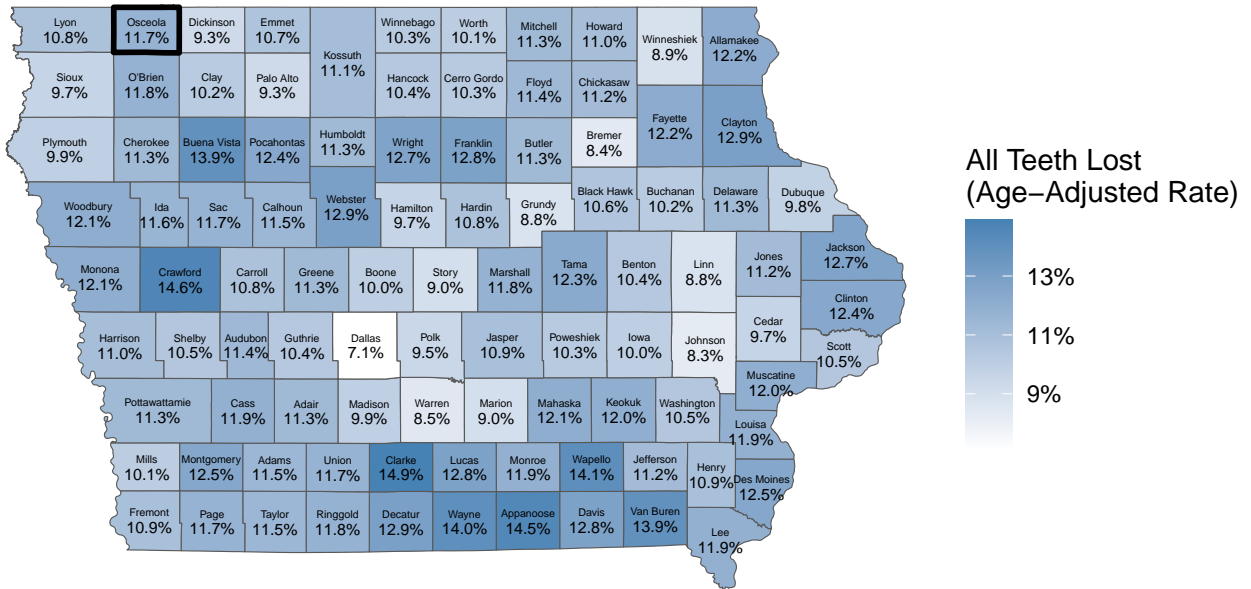 Lyon
10.8%
Osceola
11.7%
Dickinson
9.3%
Emmet
10.7%
Winnebago
10.3%
Worth
10.1%
Mitchell
11.3%
Howard
11.0%
Winneshiek
8.9%
Allamakee
12.2%
Kossuth
11.1%
Sioux
9.7%
O'Brien
11.8%
Clay
10.2%
Palo Alto
9.3%
Hancock
10.4%
Cerro Gordo
10.3%
Floyd
11.4%
Chickasaw
11.2%
Fayette
12.2%
Clayton
12.9%
Plymouth
9.9%
Cherokee
11.3%
Buena Vista
13.9%
Pocahontas
12.4%
Humboldt
11.3%
Wright
12.7%
Franklin
12.8%
Butler
11.3%
Bremer
8.4%
Woodbury
12.1%
Ida
11.6%
Sac
11.7%
Calhoun
11.5%
Webster
12.9%
Hamilton
9.7%
Hardin
10.8%
Grundy
8.8%
Black Hawk
10.6%
Buchanan
10.2%
Delaware
11.3%
Dubuque
9.8%
Monona
12.1%
Crawford
14.6%
Carroll
10.8%
Greene
11.3%
Boone
10.0%
Story
9.0%
Marshall
11.8%
Tama
12.3%
Benton
10.4%
Linn
8.8%
Jones
11.2%
Jackson
12.7%
Clinton
12.4%
Harrison
11.0%
Shelby
10.5%
Audubon
11.4%
Guthrie
10.4%
Dallas
7.1%
Polk
9.5%
Jasper
10.9%
Poweshiek
10.3%
Iowa
10.0%
Johnson
8.3%
Cedar
9.7%
Scott
10.5%
Muscatine
12.0%
Pottawattamie
11.3%
Cass
11.9%
Adair
11.3%
Madison
9.9%
Warren
8.5%
Marion
9.0%
Mahaska
12.1%
Keokuk
12.0%
Washington
10.5%
Louisa
11.9%
Mills
10.1%
Montgomery
12.5%
Adams
11.5%
Union
11.7%
Clarke
14.9%
Lucas
12.8%
Monroe
11.9%
Wapello
14.1%
Jefferson
11.2%
Henry
10.9%
Des Moines
12.5%
Fremont
10.9%
Page
11.7%
Taylor
11.5%
Ringgold
11.8%
Decatur
12.9%
Wayne
14.0%
Appanoose
14.5%
Davis
12.8%
Van Buren
13.9%
Lee
11.9%
All Teeth Lost
(Age−Adjusted Rate)
13%
11%
9%